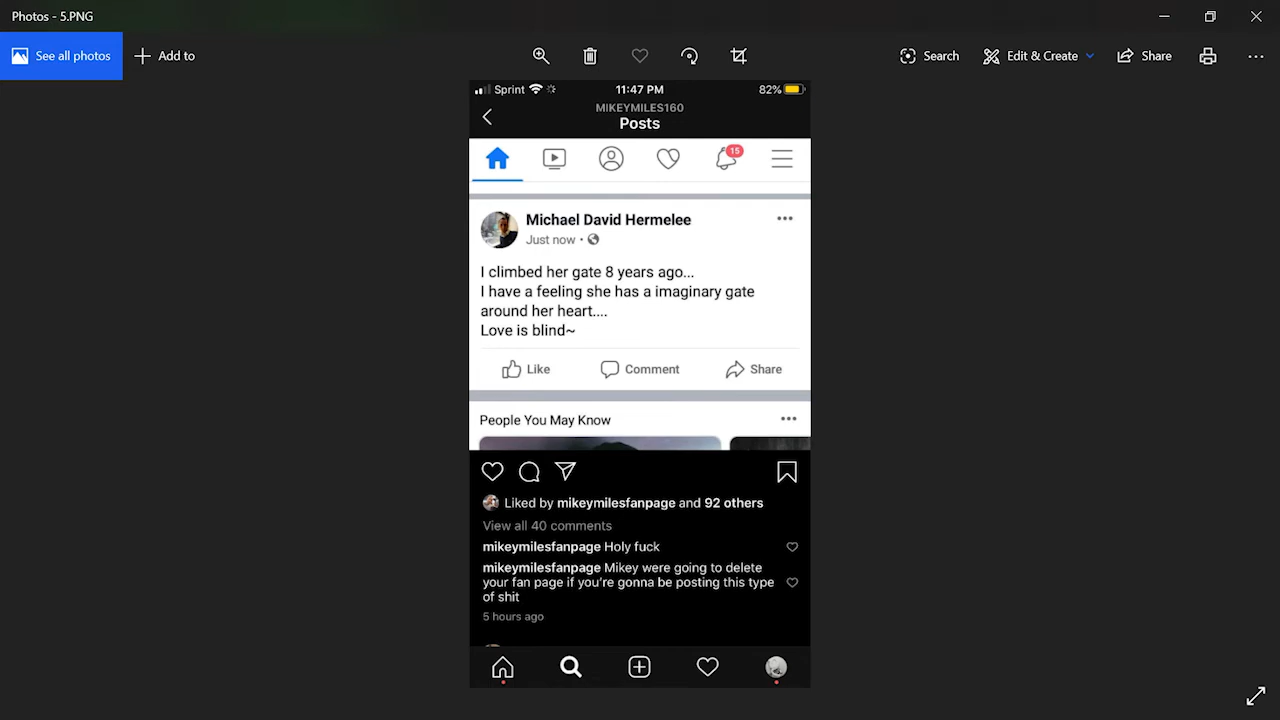 Photos - 5.PNG
See all photos
Add to
Search
Edit & Create
Share
Sprint
11:47 PM
82%
MIKEYMILES160
Posts
15
Michael David Hermelee
Just now ·
I climbed her gate 8 years ago...
I have a feeling she has a imaginary gate
around her heart....
Love is blind~
Like
Comment
Share
People You May Know
Liked by mikeymilesfanpage and 92 others
View all 40 comments
mikeymilesfanpage Holy fuck
mikeymilesfanpage Mikey were going to delete
your fan page if you're gonna be posting this type
of shit
5 hours ago